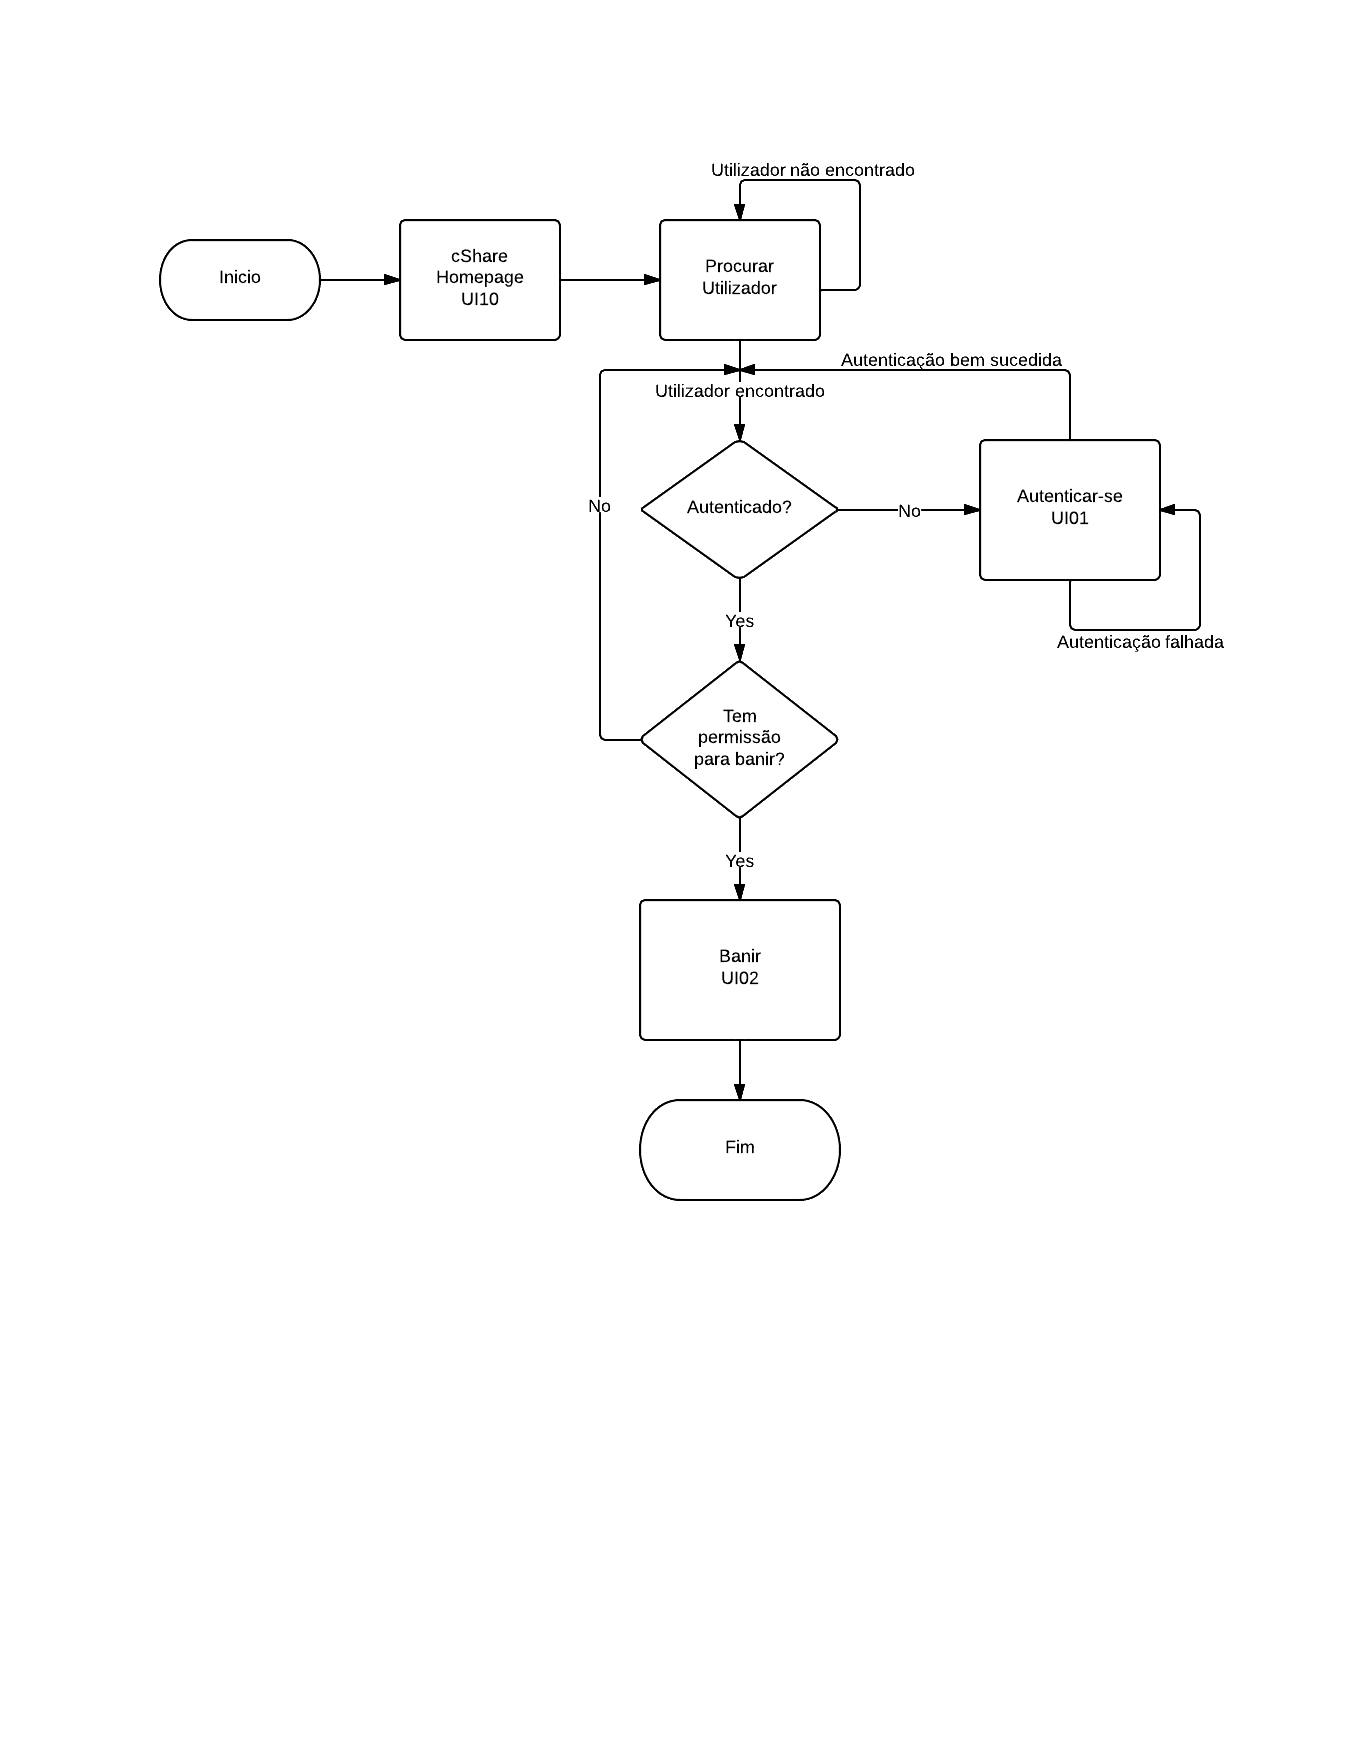 Utilizador não encontrado
Inicio
cShare
Homepage
UI10
Procurar
Utilizador
Autenticação bem sucedida
Utilizador encontrado
Autenticado?
No
No
Autenticar-se
UI01
Yes
Autenticação falhada
Tem
permissão
para banir?
Yes
Banir
UI02
Fim